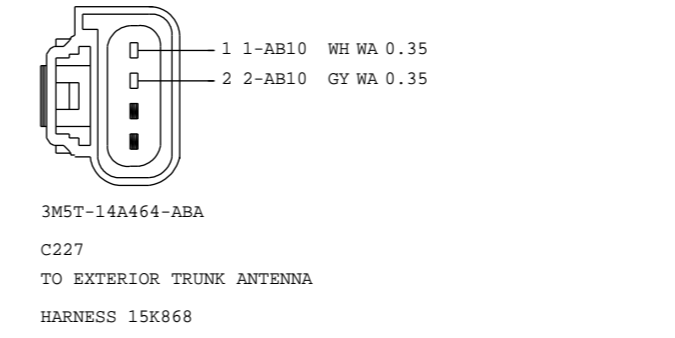 1 1-AB10 WH WA 0.35
2 2-AB10 GY WA 0.35
3M5T-14A464-ABA
C227
TO EXTERIOR TRUNK ANTENNA
HARNESS 15K868